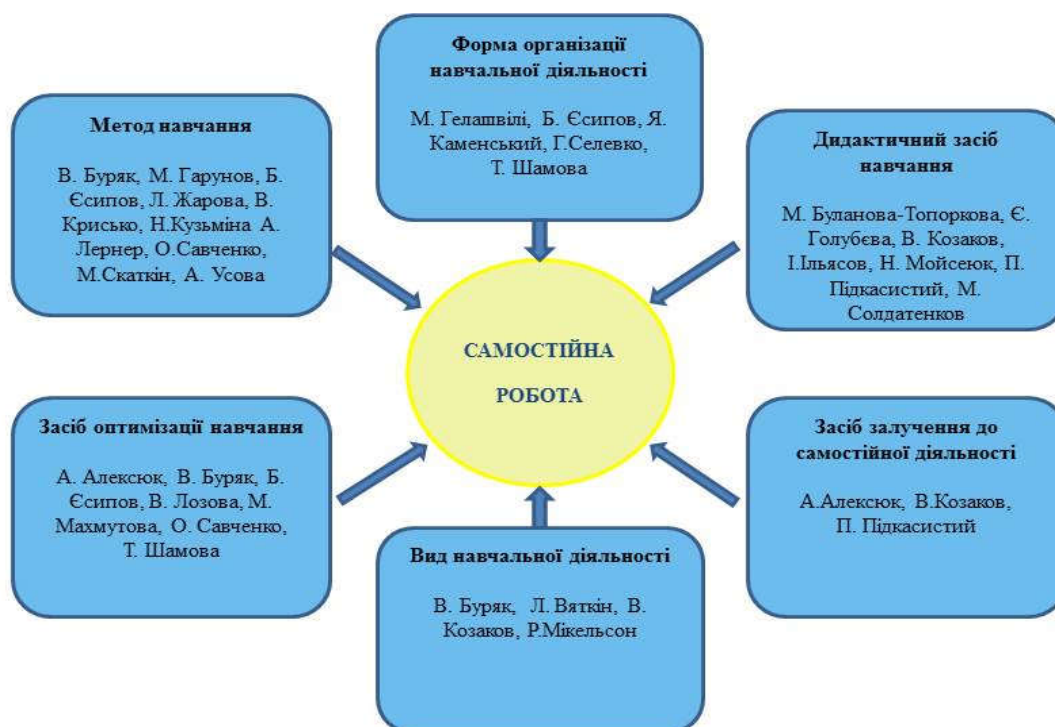 Форма організації
навчальної діяльності
М. Гелашвілі, Б. Єсипов, Я.
Каменський, Г.Селевко,
Т. Шамова
Метод навчання
В. Буряк, М. Гарунов, Б.
Єсипов, Л. Жарова, В.
Крисько, Н.Кузьміна А.
Лернер, О.Савченко,
М.Скаткін, А. Усова
Дидактичний засіб
навчання
М. Буланова-Топоркова, Є.
Голубєва, В. Козаков,
І.Ільясов, Н. Мойсеюк, П.
Підкасистий, М.
Солдатенков
САМОСТІЙНА
РОБОТА
Засіб оптимізації навчання
А. Алексюк, В. Буряк, Б.
Єсипов, В. Лозова, М.
Махмутова, О. Савченко,
Т. Шамова
Засіб залучення до
самостійної діяльності
А.Алексюк, В.Козаков,
П. Підкасистий
Вид навчальної діяльності
В. Буряк, Л. Вяткін, В.
Козаков, Р.Мікельсон